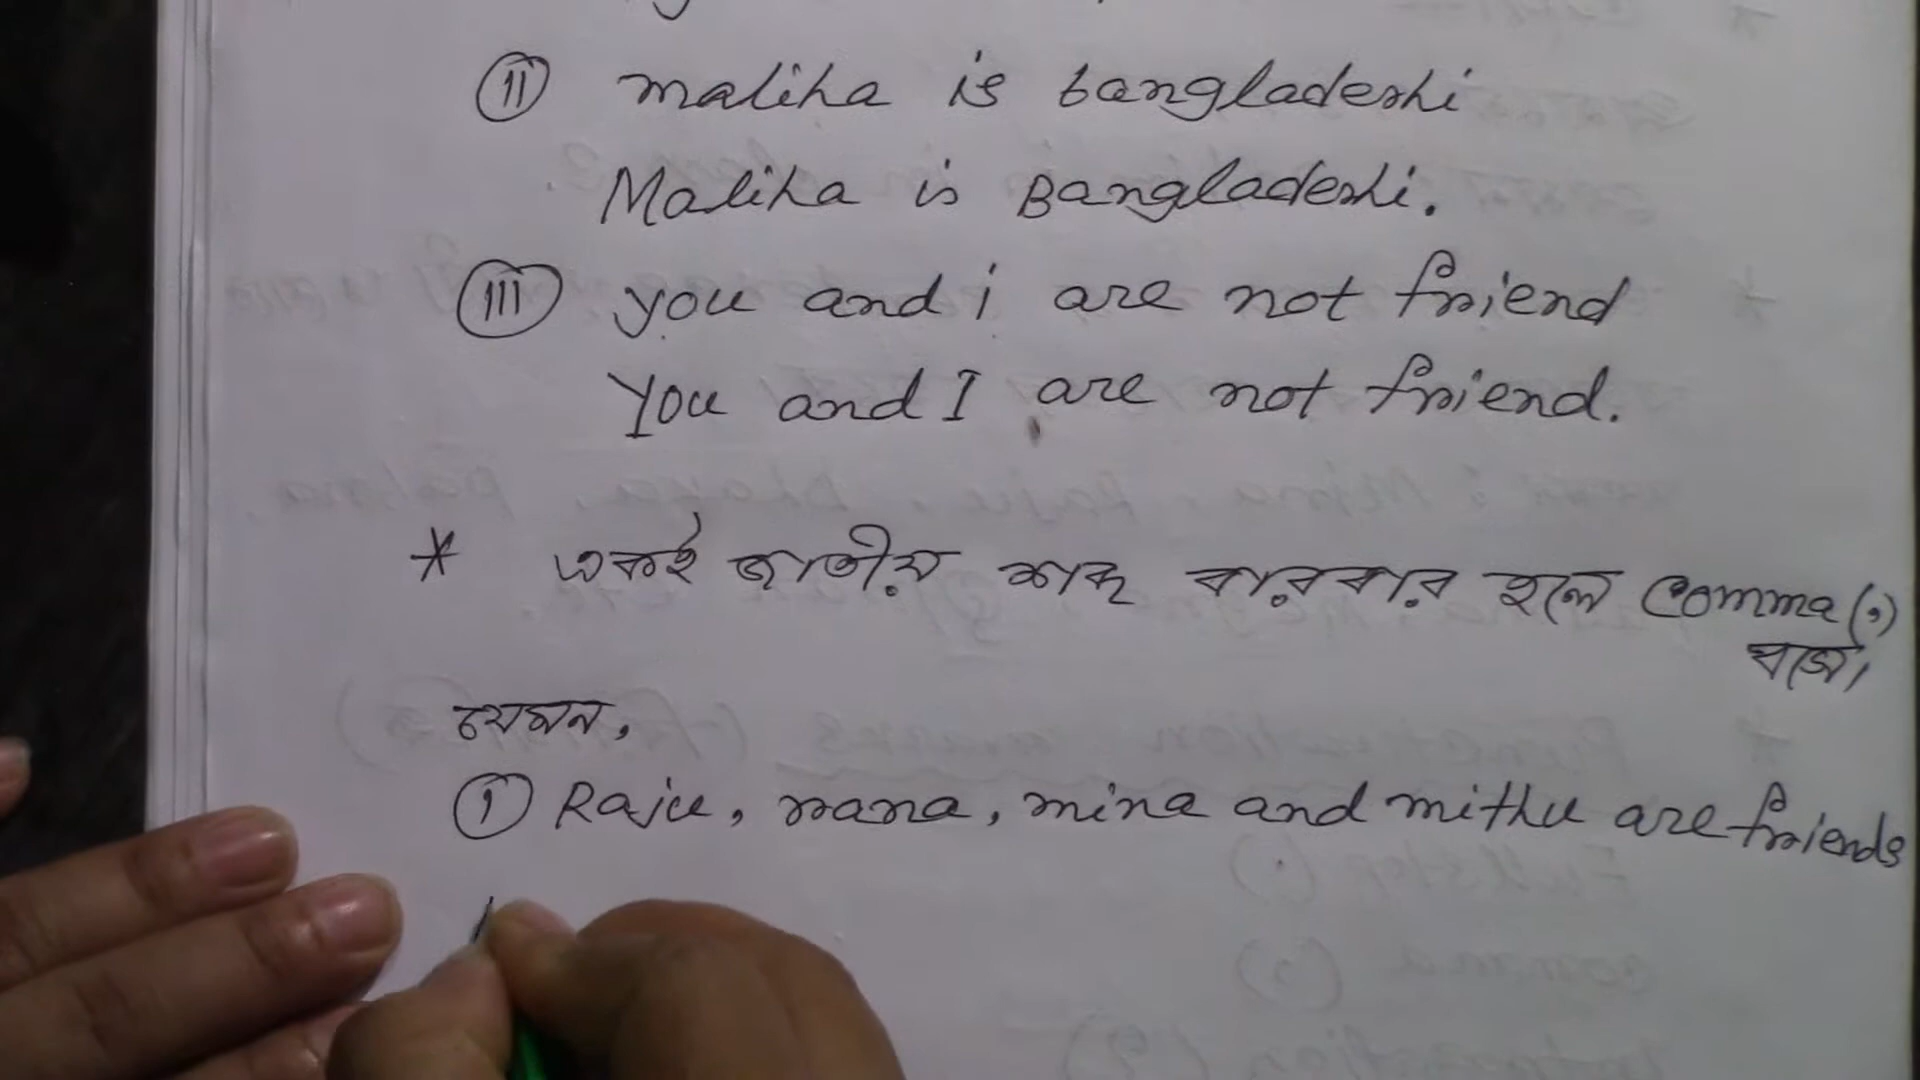 (II) maliha is bangladeshi
Maliha is Bangladeshi.
(III) you and i are not friend
You and I are not friend.
* একই জাতীয় শব্দ বারবার হলে comma (,)
বসে।
যেমন,
(I) Raju, rana, mina and mithu are friends